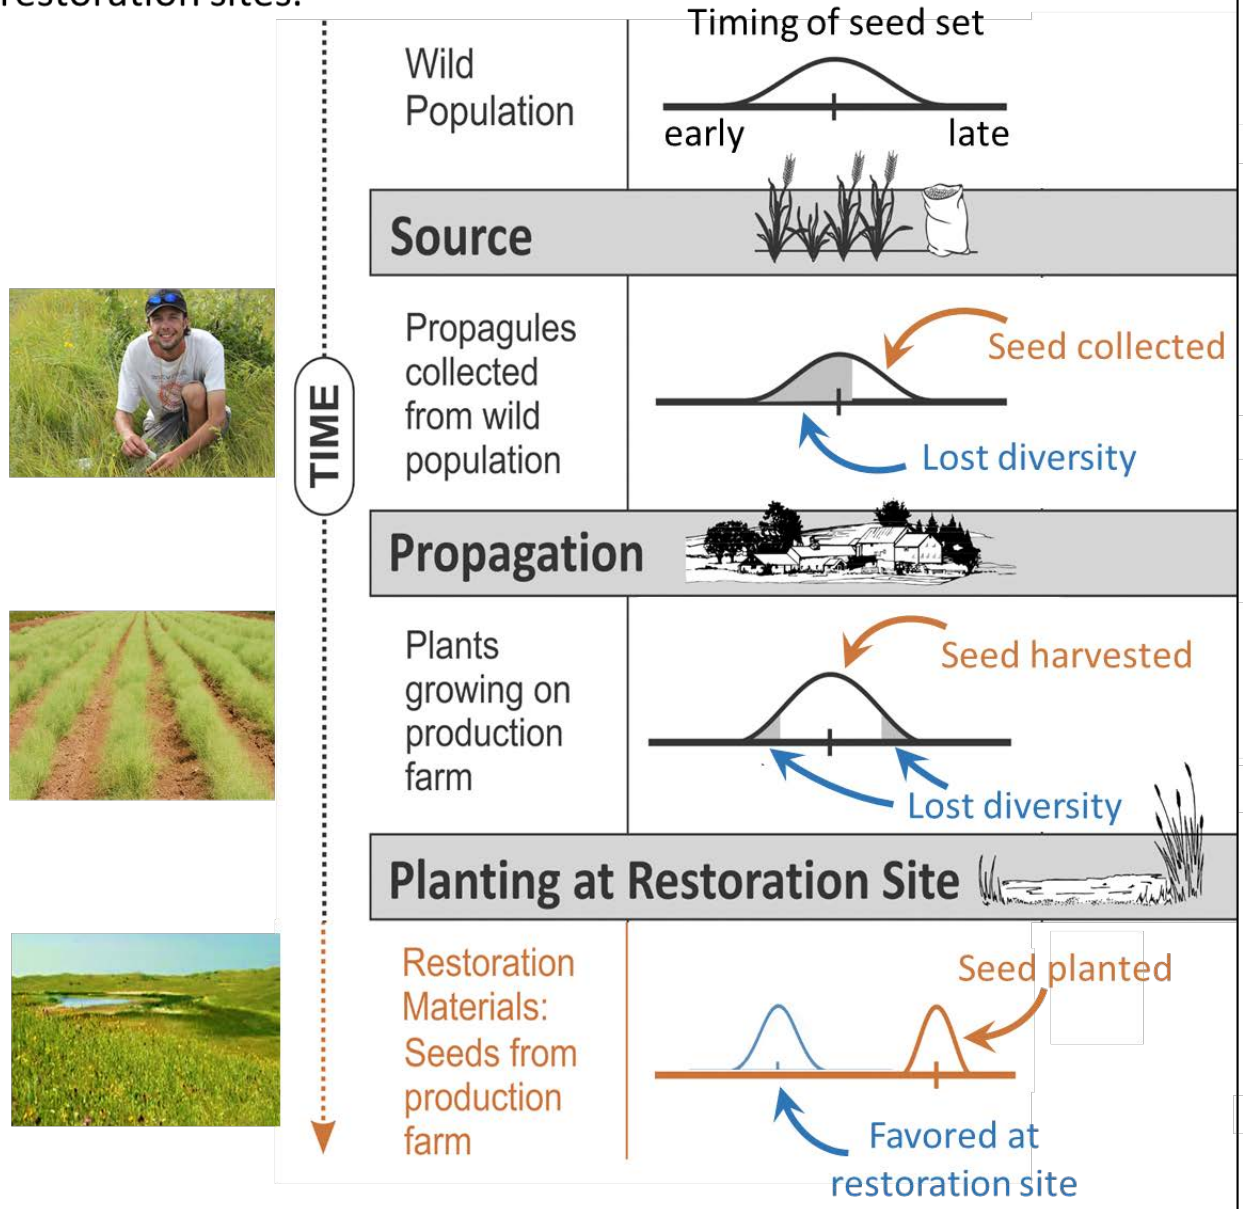 restoration sites.
Timing of seed set
Wild
Population
early
late
Source
Propagules
collected
from wild
population
Seed collected
Lost diversity
TIME
Propagation
Plants
growing on
production
farm
Seed harvested
Lost diversity
Planting at Restoration Site
Restoration
Materials:
Seeds from
production
farm
Seed planted
Favored at
restoration site